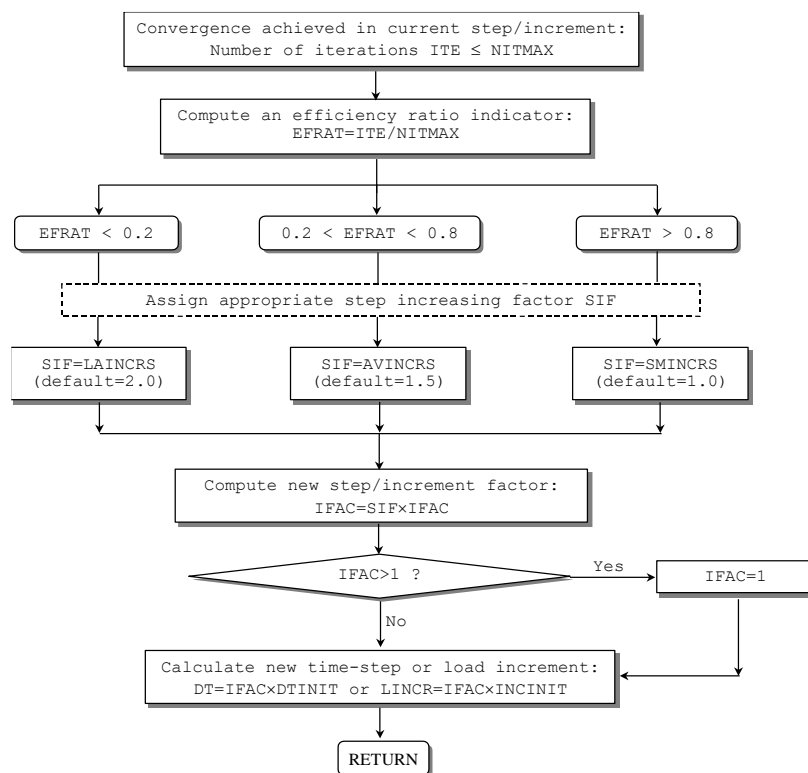 Convergence achieved in current step/increment:
Number of iterations ITE ≤ NITMAX
Compute an efficiency ratio indicator:
EFRAT=ITE/NITMAX
EFRAT < 0.2
0.2 < EFRAT < 0.8
EFRAT > 0.8
Assign appropriate step increasing factor SIF
SIF=LAINCRS
(default=2.0)
SIF=AVINCRS
(default=1.5)
SIF=SMINCRS
(default=1.0)
Compute new step/increment factor:
IFAC=SIF×IFAC
IFAC>1 ?
Yes
IFAC=1
No
Calculate new time-step or load increment:
DT=IFAC×DTINIT or LINCR=IFAC×INCINIT
RETURN